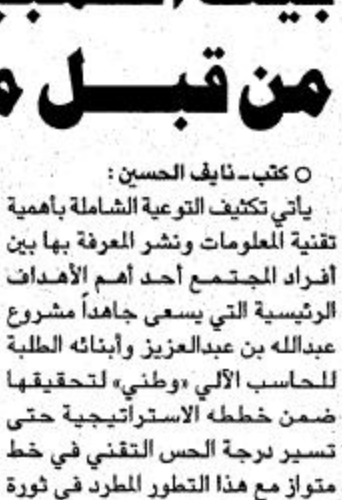 من قبل
○ كتب ـ نايف الحسين :
يأتي تكثيف التوعية الشاملة بأهمية
تقنية المعلومات ونشر المعرفة بها بين
أفراد المجتمع أحد أهم الأهداف
الرئيسية التي يسعى جاهداً مشروع
عبدالله بن عبدالعزيز وأبنائه الطلبة
للحاسب الآلي «وطني» لتحقيقها
ضمن خططه الاستراتيجية حتى
تسير درجة الحس التقني في خط
متواز مع هذا التطور المطرد في ثورة